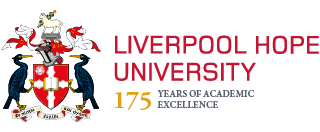 LIVERPOOL HOPE
UNIVERSITY
175 YEARS OF ACADEMIC
EXCELLENCE